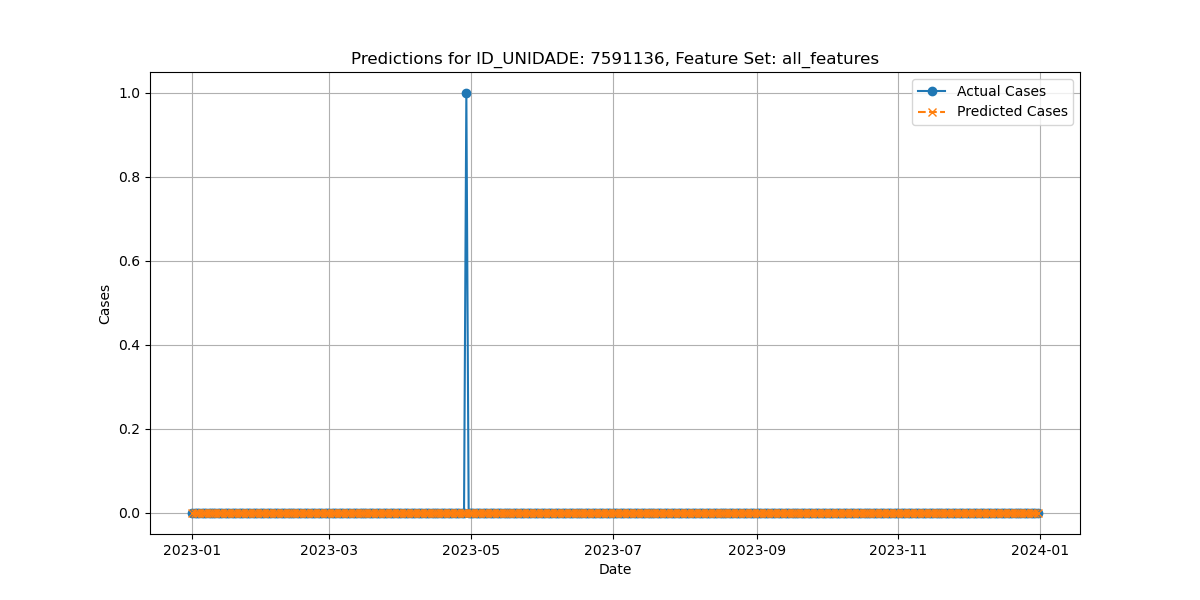 Predictions for ID_UNIDADE: 7591136, Feature Set: all_features
Actual Cases
Predicted Cases
Cases
1.0
0.8
0.6
0.4
0.2
0.0
2023-01 2023-03 2023-05 2023-07 2023-09 2023-11 2024-01
Date